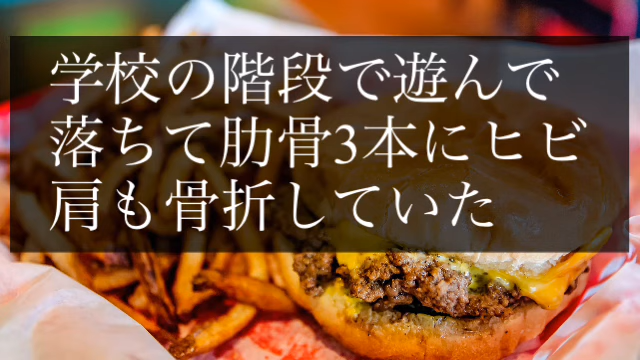 学校の階段で遊んで
落ちて肋骨3本にヒビ
肩も骨折していた